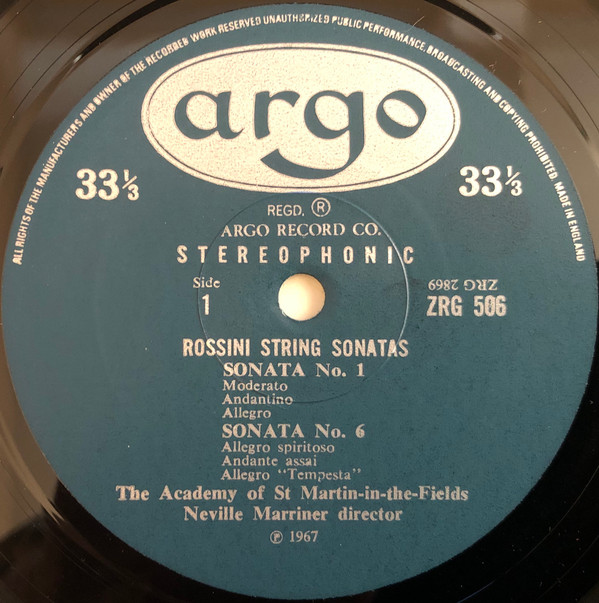 ALL RIGHTS OF THE MANUFACTURERS AND OWNER OF THE RECORDED WORK RESERVED UNAUTHORIZED PUBLIC PERFORMANCE, BROADCASTING AND COPYING PROHIBITED MADE IN ENGLAND
argo
33⅓
33⅓
REGD. ®
ARGO RECORD CO.
STEREOPHONIC
Side
1
ZRG 2869
ZRG 506
ROSSINI STRING SONATAS
SONATA No. 1
Moderato
Andantino
Allegro
SONATA No. 6
Allegro spiritoso
Andante assai
Allegro "Tempesta"
The Academy of St Martin-in-the-Fields
Neville Marriner director
℗ 1967